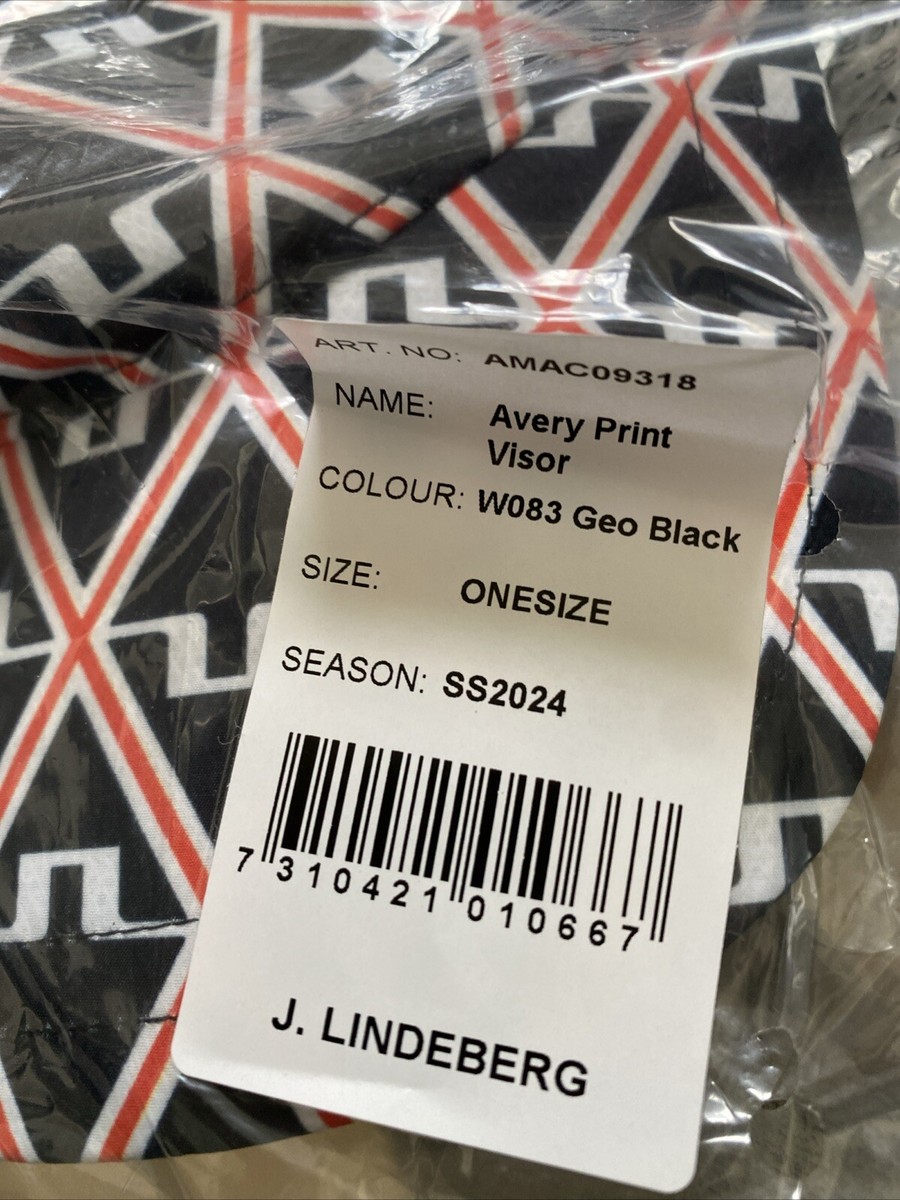 ART. NO: AMAC09318
NAME: Avery Print
Visor
COLOUR: W083 Geo Black
SIZE: ONESIZE
SEASON: SS2024
7 310421 010667
J. LINDEBERG